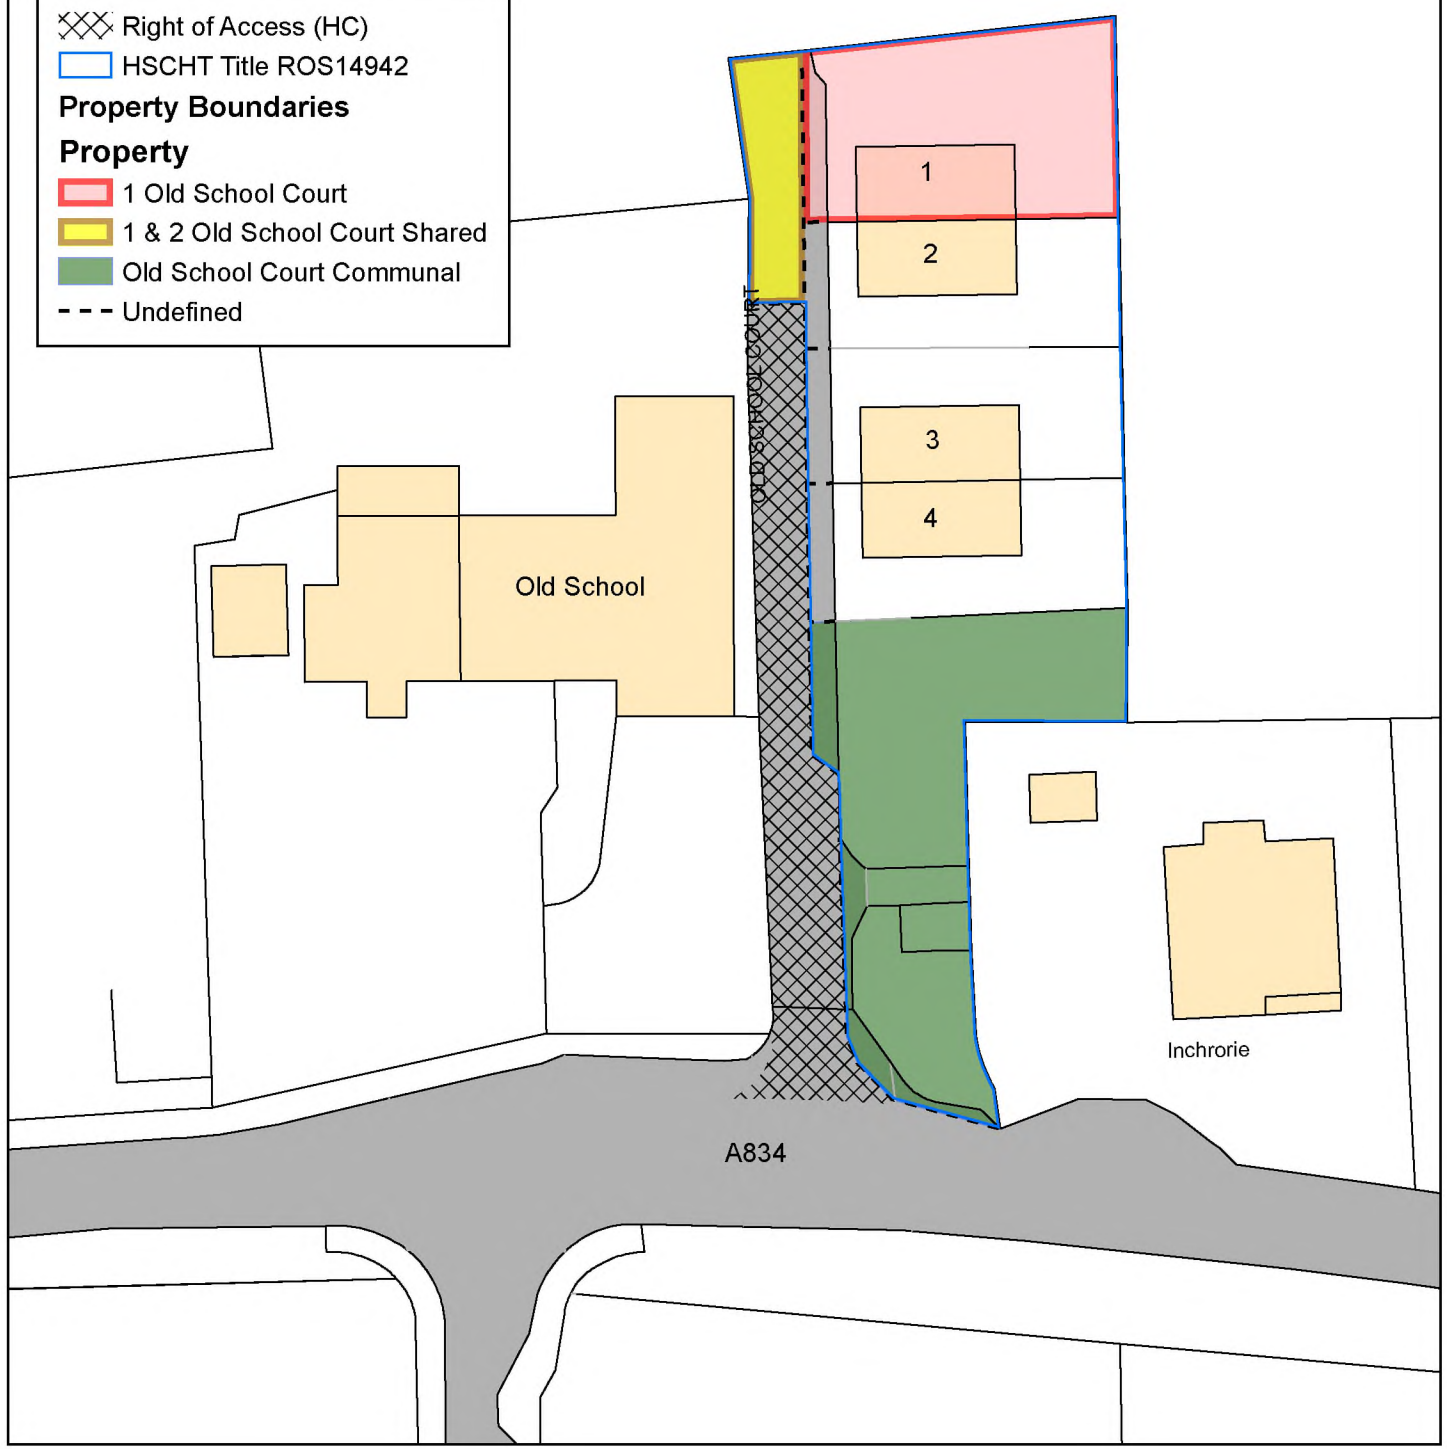 Right of Access (HC)
HSCHT Title ROS14942
Property Boundaries
Property
1 Old School Court
1 & 2 Old School Court Shared
Old School Court Communal
Undefined
1
2
OLD SCHOOL COURT
3
4
Old School
Inchrorie
A834